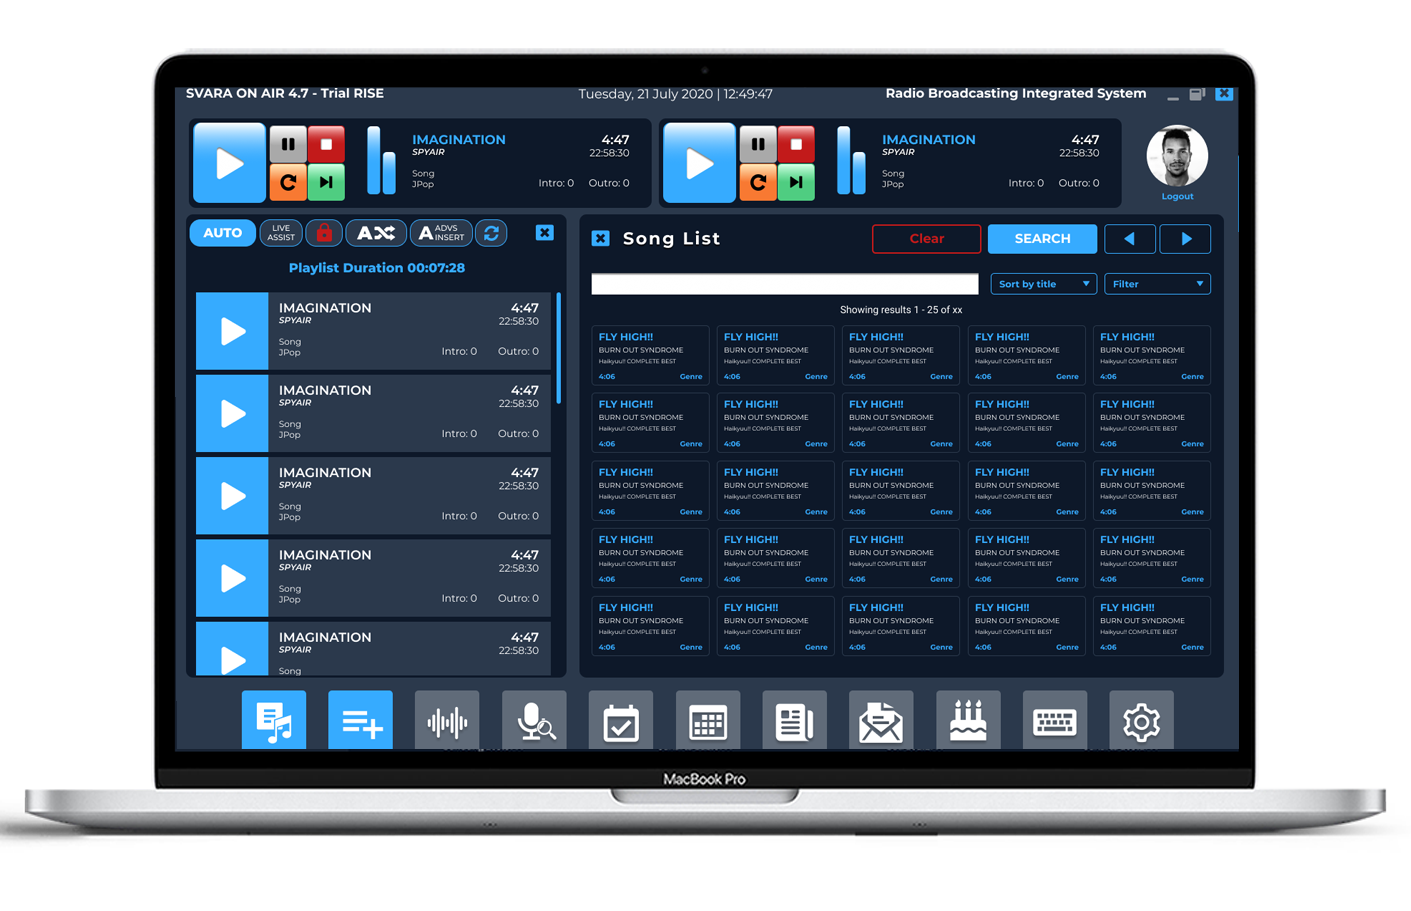 SVARA ON AIR 4.7 - Trial RISE
Tuesday, 21 July 2020 | 12:49:47
Radio Broadcasting Integrated System
IMAGINATION 4:47
SPYAIR 22:58:30
Song
JPop Intro: 0 Outro: 0
IMAGINATION 4:47
SPYAIR 22:58:30
Song
JPop Intro: 0 Outro: 0
Logout
AUTO
LIVE
ASSIST
A
A ADVS
INSERT
Playlist Duration 00:07:28
IMAGINATION 4:47
SPYAIR 22:58:30
Song
JPop Intro: 0 Outro: 0
IMAGINATION 4:47
SPYAIR 22:58:30
Song
JPop Intro: 0 Outro: 0
IMAGINATION 4:47
SPYAIR 22:58:30
Song
JPop Intro: 0 Outro: 0
IMAGINATION 4:47
SPYAIR 22:58:30
Song
JPop Intro: 0 Outro: 0
IMAGINATION 4:47
SPYAIR 22:58:30
Song
Song List
Clear
SEARCH
Sort by title
Filter
Showing results 1 - 25 of xx
FLY HIGH!! FLY HIGH!! FLY HIGH!! FLY HIGH!! FLY HIGH!!
BURN OUT SYNDROME BURN OUT SYNDROME BURN OUT SYNDROME BURN OUT SYNDROME BURN OUT SYNDROME
Haikyuu!! COMPLETE BEST Haikyuu!! COMPLETE BEST Haikyuu!! COMPLETE BEST Haikyuu!! COMPLETE BEST Haikyuu!! COMPLETE BEST
4:06 Genre 4:06 Genre 4:06 Genre 4:06 Genre 4:06 Genre
FLY HIGH!! FLY HIGH!! FLY HIGH!! FLY HIGH!! FLY HIGH!!
BURN OUT SYNDROME BURN OUT SYNDROME BURN OUT SYNDROME BURN OUT SYNDROME BURN OUT SYNDROME
Haikyuu!! COMPLETE BEST Haikyuu!! COMPLETE BEST Haikyuu!! COMPLETE BEST Haikyuu!! COMPLETE BEST Haikyuu!! COMPLETE BEST
4:06 Genre 4:06 Genre 4:06 Genre 4:06 Genre 4:06 Genre
FLY HIGH!! FLY HIGH!! FLY HIGH!! FLY HIGH!! FLY HIGH!!
BURN OUT SYNDROME BURN OUT SYNDROME BURN OUT SYNDROME BURN OUT SYNDROME BURN OUT SYNDROME
Haikyuu!! COMPLETE BEST Haikyuu!! COMPLETE BEST Haikyuu!! COMPLETE BEST Haikyuu!! COMPLETE BEST Haikyuu!! COMPLETE BEST
4:06 Genre 4:06 Genre 4:06 Genre 4:06 Genre 4:06 Genre
FLY HIGH!! FLY HIGH!! FLY HIGH!! FLY HIGH!! FLY HIGH!!
BURN OUT SYNDROME BURN OUT SYNDROME BURN OUT SYNDROME BURN OUT SYNDROME BURN OUT SYNDROME
Haikyuu!! COMPLETE BEST Haikyuu!! COMPLETE BEST Haikyuu!! COMPLETE BEST Haikyuu!! COMPLETE BEST Haikyuu!! COMPLETE BEST
4:06 Genre 4:06 Genre 4:06 Genre 4:06 Genre 4:06 Genre
FLY HIGH!! FLY HIGH!! FLY HIGH!! FLY HIGH!! FLY HIGH!!
BURN OUT SYNDROME BURN OUT SYNDROME BURN OUT SYNDROME BURN OUT SYNDROME BURN OUT SYNDROME
Haikyuu!! COMPLETE BEST Haikyuu!! COMPLETE BEST Haikyuu!! COMPLETE BEST Haikyuu!! COMPLETE BEST Haikyuu!! COMPLETE BEST
4:06 Genre 4:06 Genre 4:06 Genre 4:06 Genre 4:06 Genre
MacBook Pro